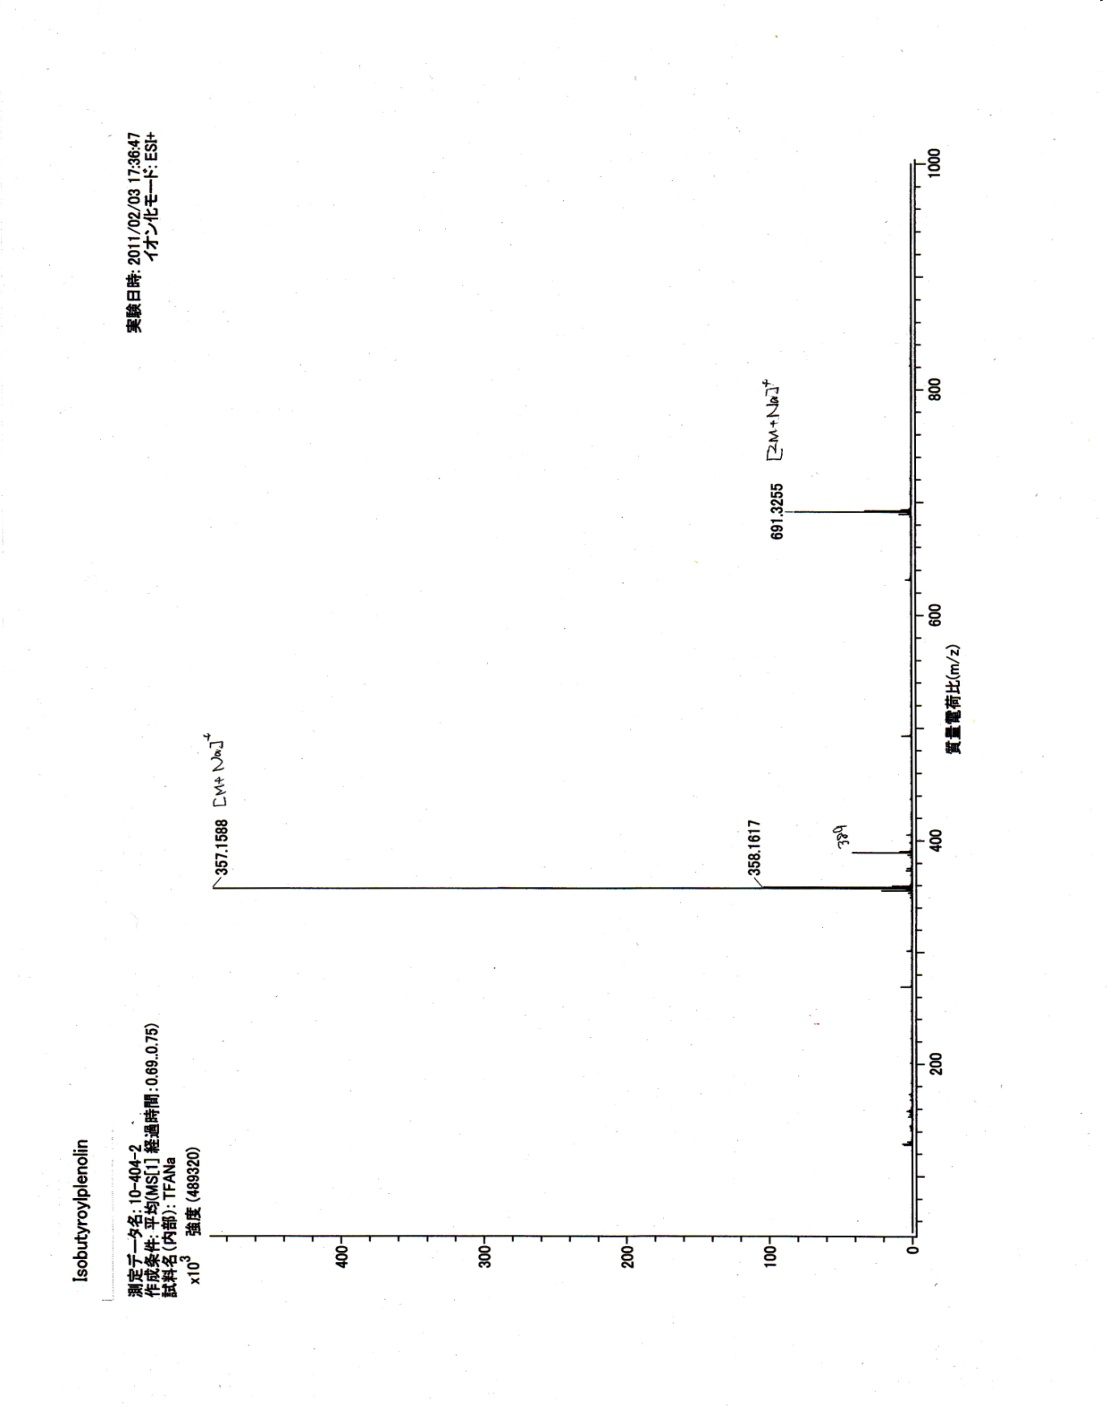 Isobutyroylplenolin
測定データ名: 10-404-2
作成条件: 平均(MS[1] 経過時間:0.69..0.75)
試料名(内部): TFANa
実験日時: 2011/02/03 17:36:47
イオン化モード: ESI+
x10³ 強度 (489320)
400
300
200
100
0
357.1588 [M+Na]⁺
358.1617
389
691.3255 [2M+Na]⁺
200
400
600
800
1000
質量電荷比(m/z)